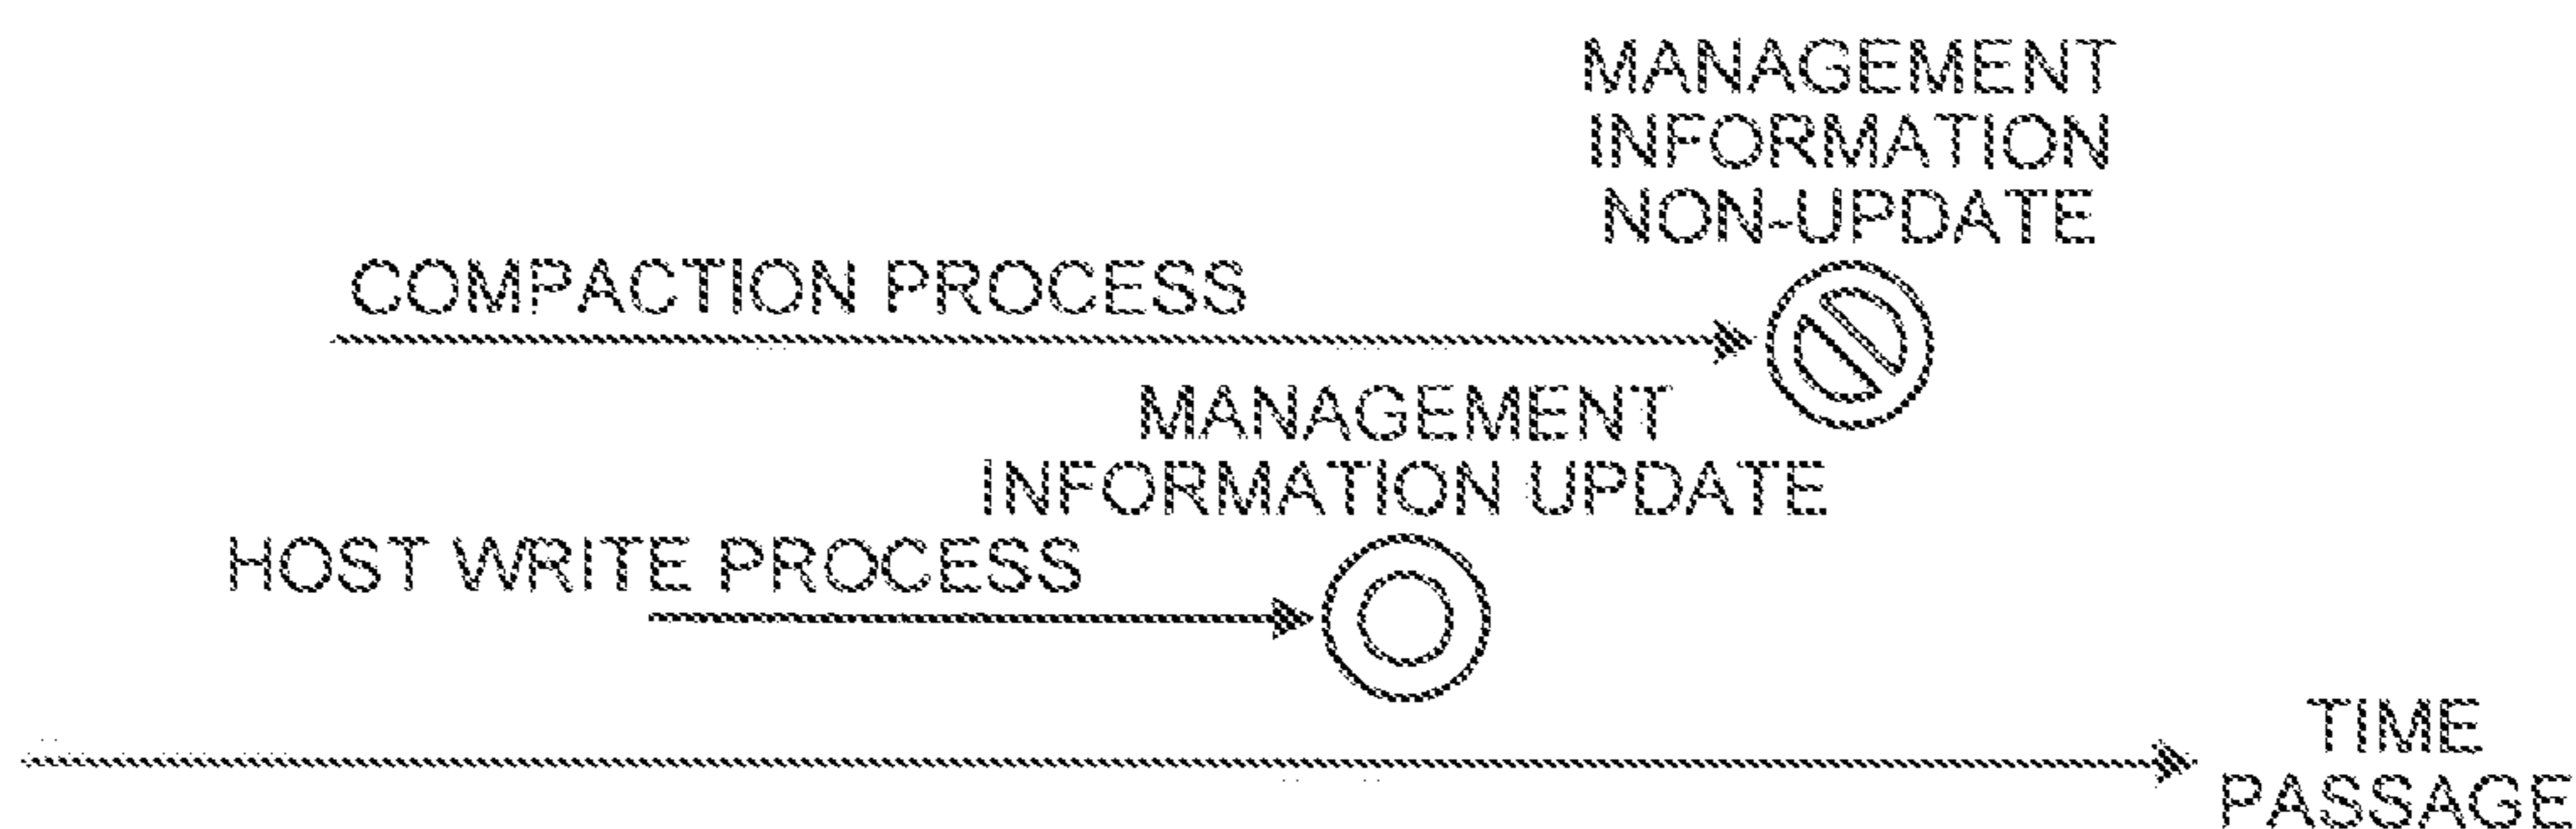 MANAGEMENT
INFORMATION
NON-UPDATE
COMPACTION PROCESS
MANAGEMENT
INFORMATION UPDATE
HOST WRITE PROCESS
TIME
PASSAGE